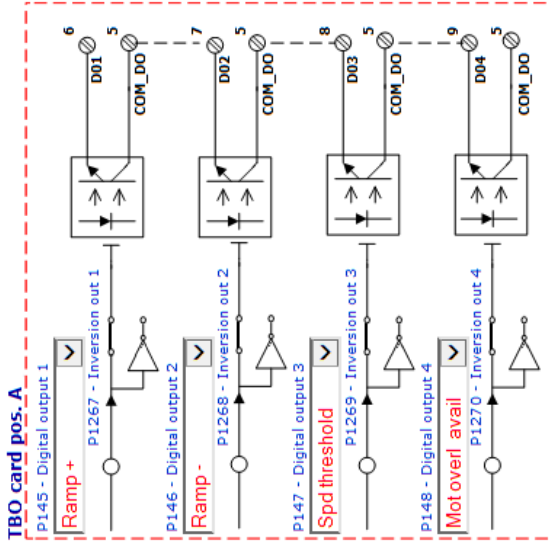 TBO card pos. A
P145 - Digital output 1
Ramp +
P1267 - Inversion out 1
6
D01
5
COM_DO
P146 - Digital output 2
Ramp -
P1268 - Inversion out 2
7
D02
5
COM_DO
P147 - Digital output 3
Spd threshold
P1269 - Inversion out 3
8
D03
5
COM_DO
P148 - Digital output 4
Mot overl avail
P1270 - Inversion out 4
9
D04
5
COM_DO